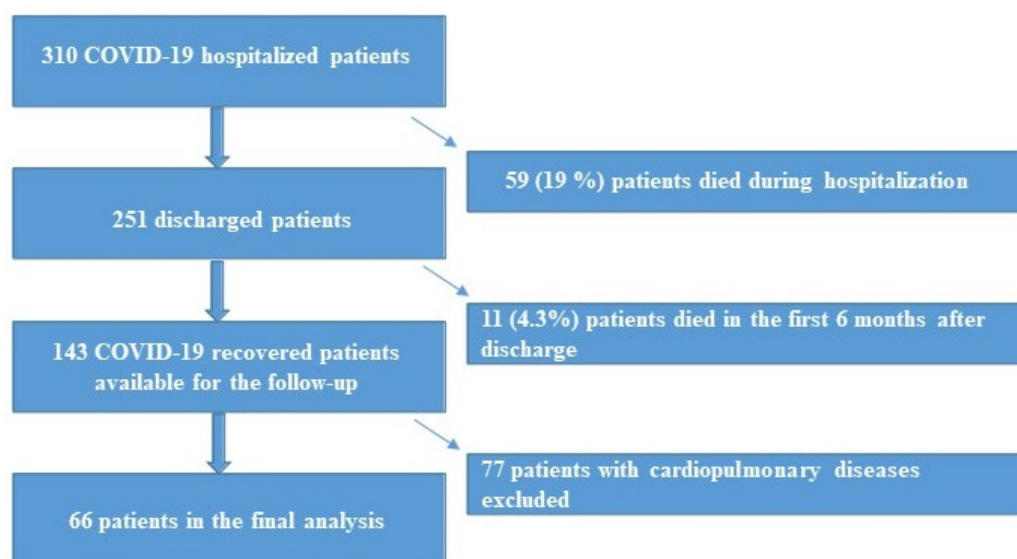 310 COVID-19 hospitalized patients
59 (19 %) patients died during hospitalization
251 discharged patients
11 (4.3%) patients died in the first 6 months after
discharge
143 COVID-19 recovered patients
available for the follow-up
77 patients with cardiopulmonary diseases
excluded
66 patients in the final analysis